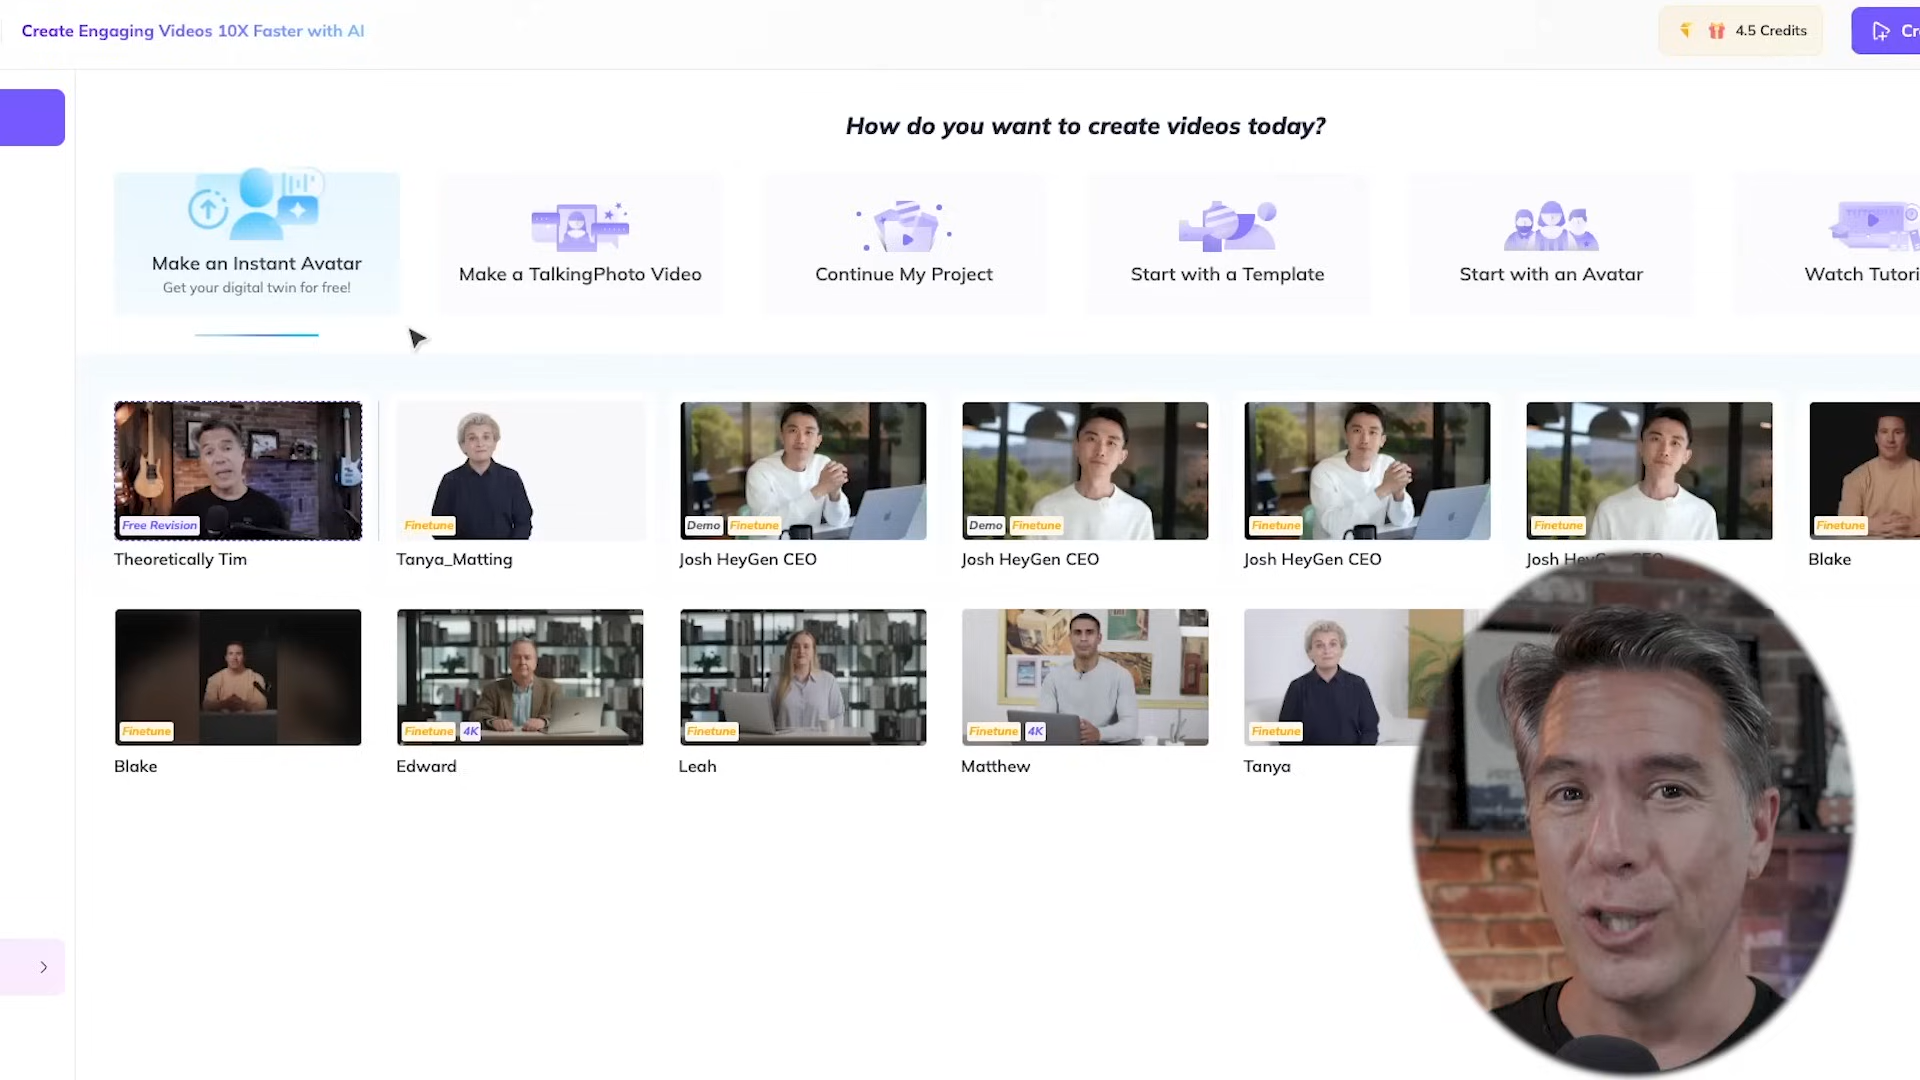 Create Engaging Videos 10X Faster with AI
4.5 Credits
How do you want to create videos today?
Make an Instant Avatar
Get your digital twin for free!
Make a TalkingPhoto Video
Continue My Project
Start with a Template
Start with an Avatar
Watch
Free Revision
Finetune
Demo Finetune
Demo Finetune
Finetune
Finetune
Finetune
Theoretically Tim
Tanya_Matting
Josh HeyGen CEO
Josh HeyGen CEO
Josh HeyGen CEO
Josh HeyGen CEO
Blake
Finetune
Finetune 4K
Finetune
Finetune 4K
Finetune
Blake
Edward
Leah
Matthew
Tanya